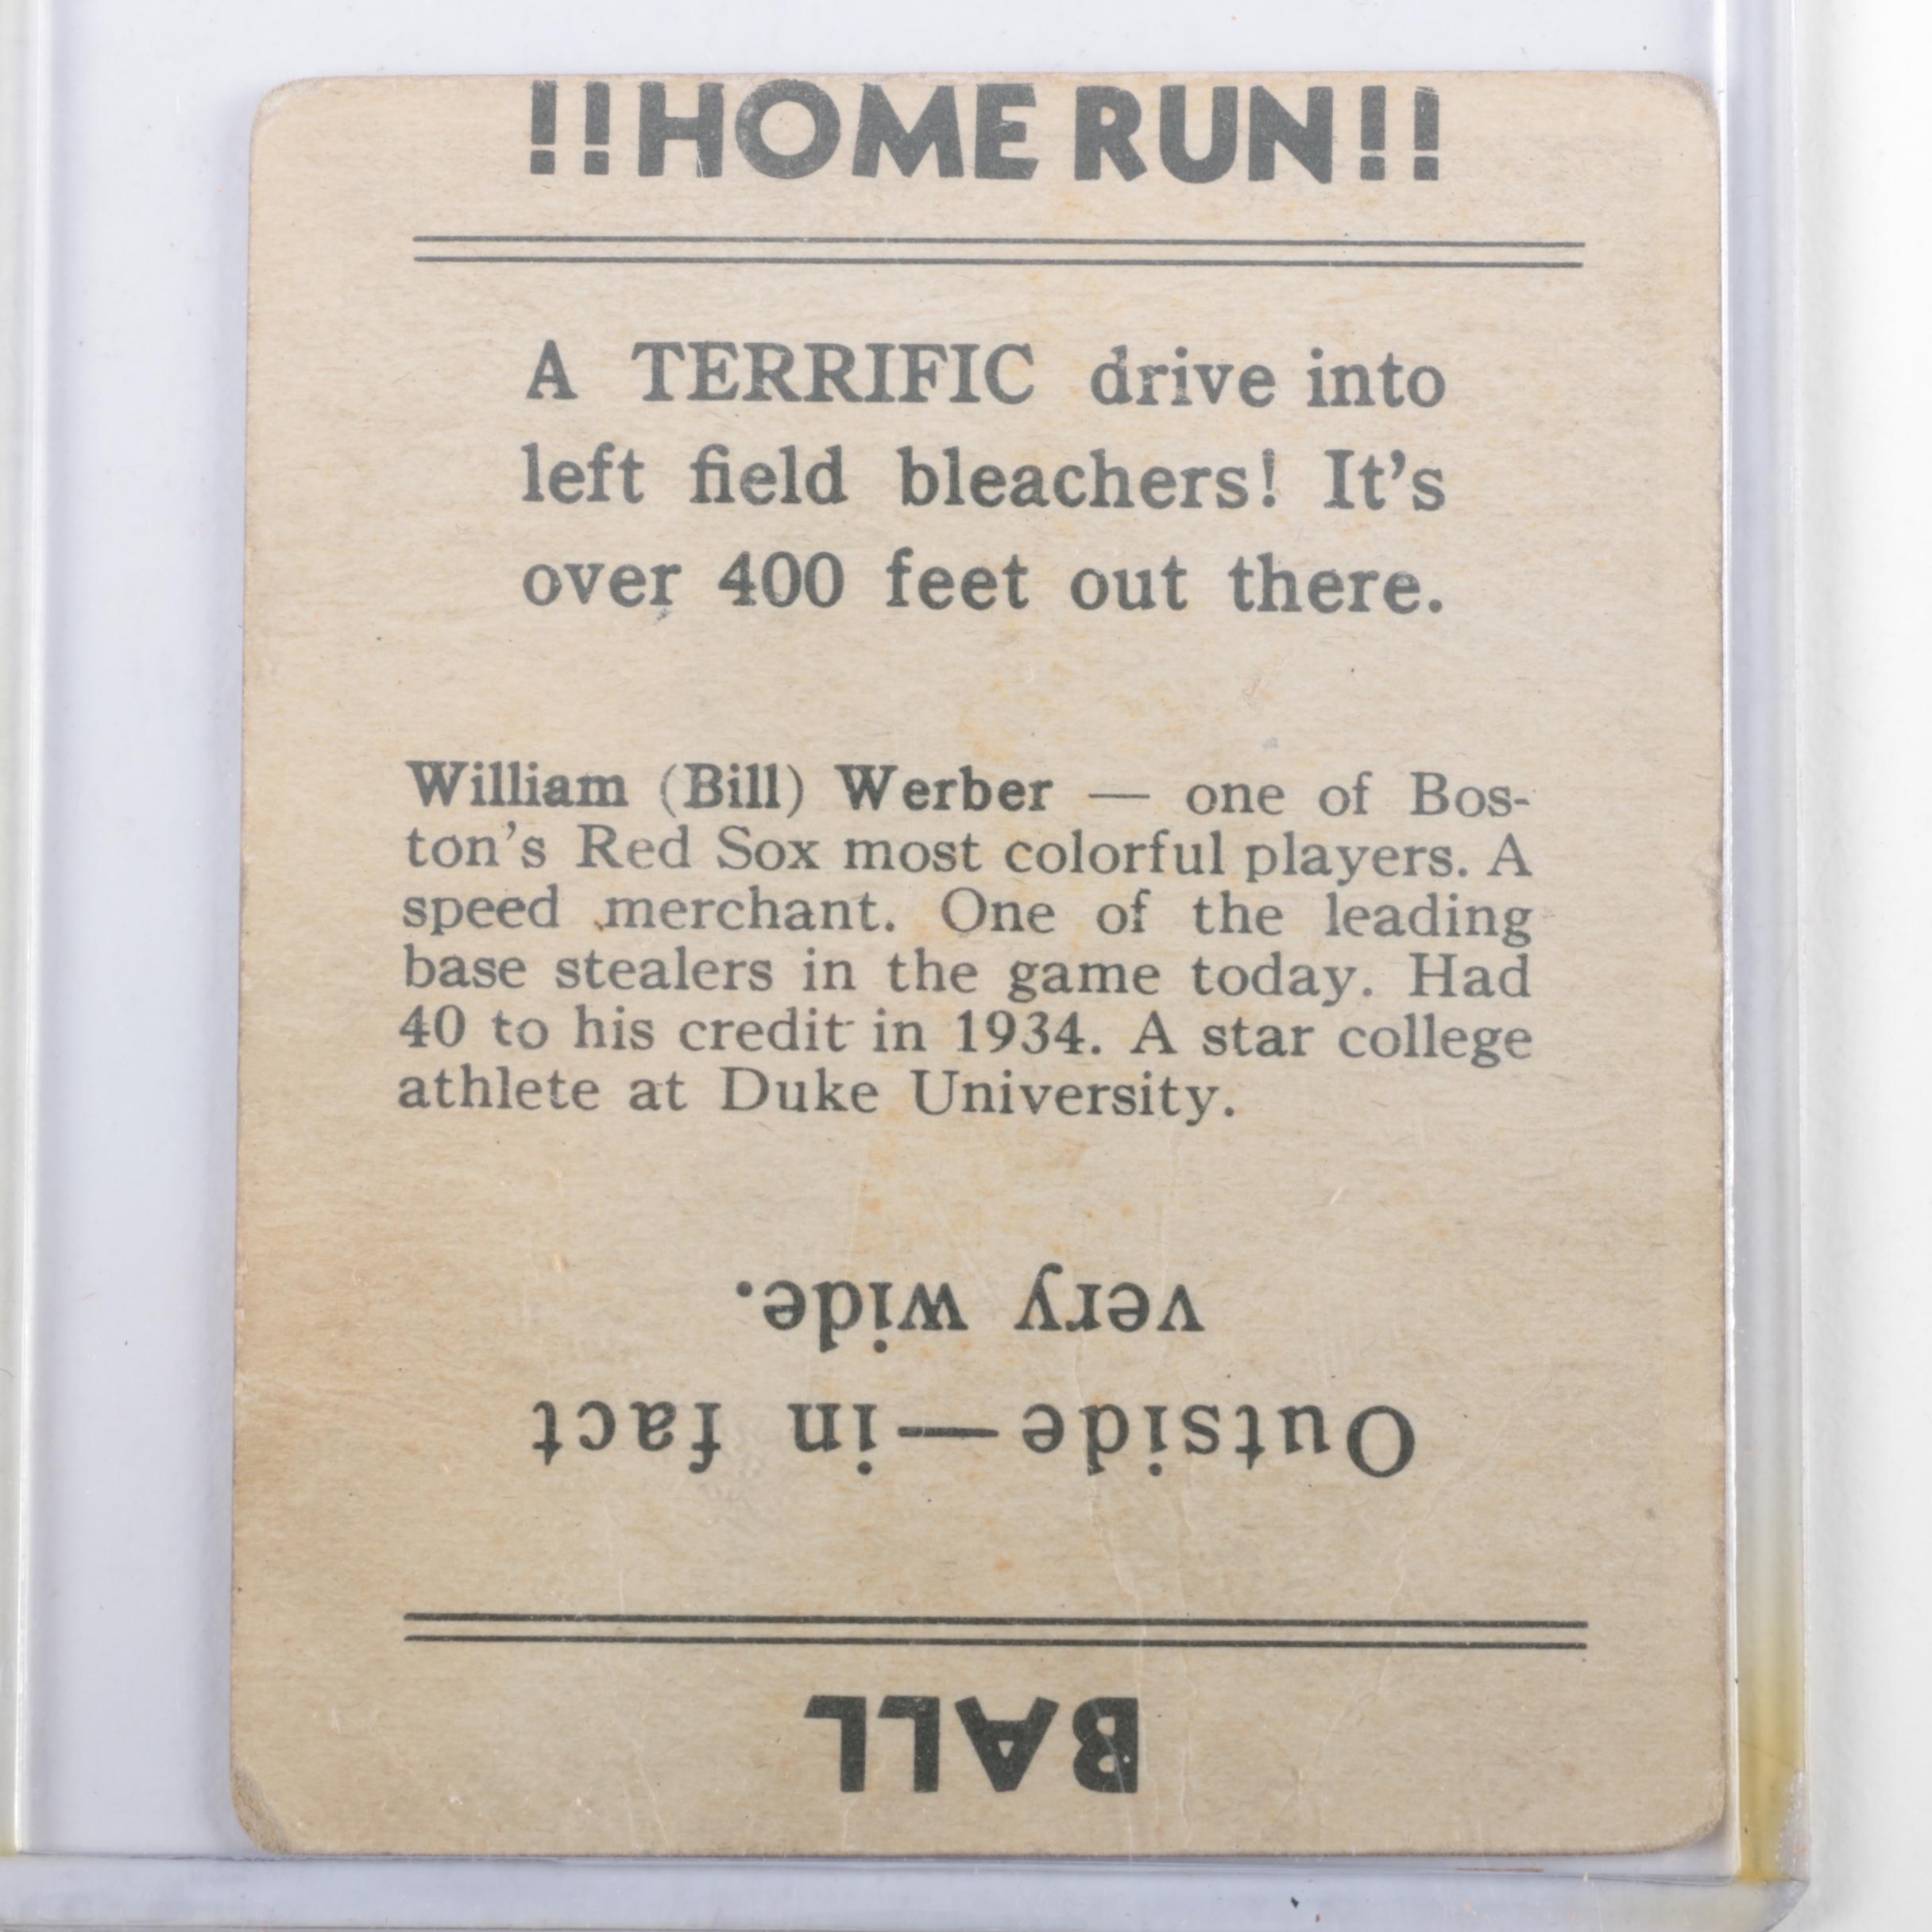 !!HOME RUN!!
A TERRIFIC drive into
left field bleachers! It's
over 400 feet out there.
William (Bill) Werber — one of Bos-
ton's Red Sox most colorful players. A
speed merchant. One of the leading
base stealers in the game today. Had
40 to his credit in 1934. A star college
athlete at Duke University.
BALL
Outside—in fact
very wide.